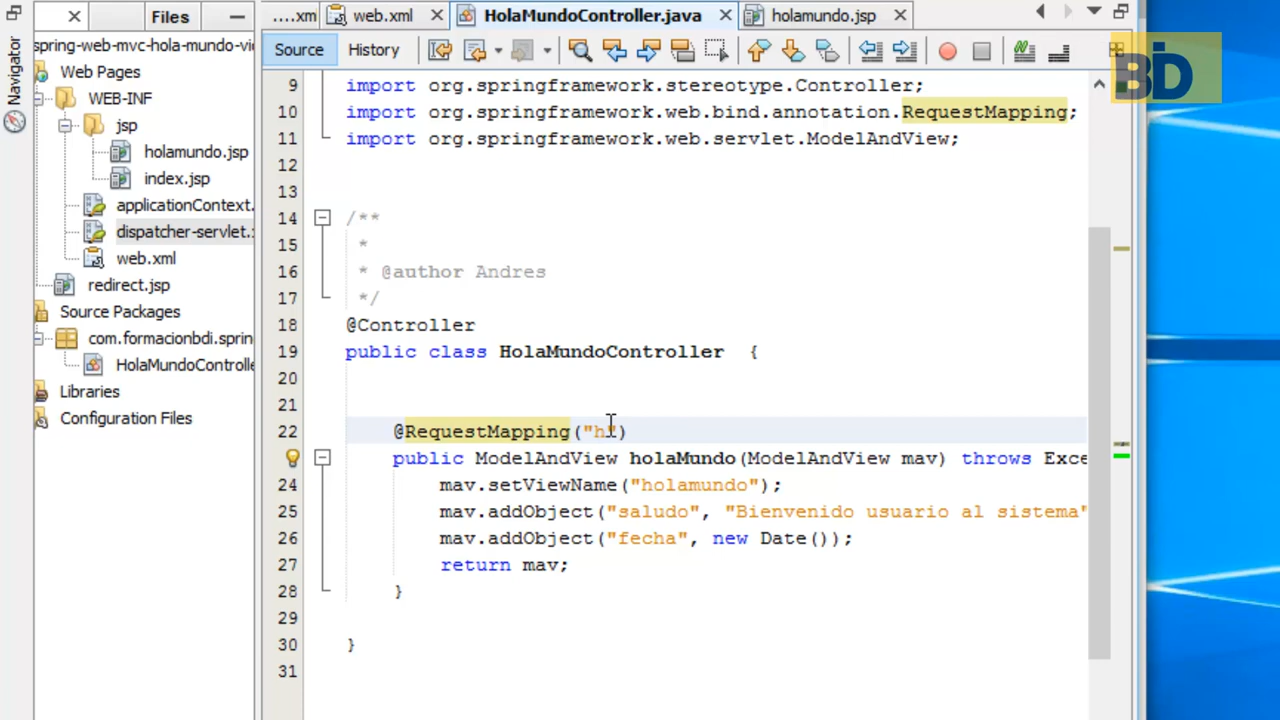 ....xm web.xml HolaMundoController.java holamundo.jsp
Files
Source History
Navigator
spring-web-mvc-hola-mundo-vi
Web Pages
WEB-INF
jsp
holamundo.jsp
index.jsp
applicationContext.
dispatcher-servlet.
web.xml
redirect.jsp
Source Packages
com.formacionbdi.sprin
HolaMundoControlle
Libraries
Configuration Files
BD
9 import org.springframework.stereotype.Controller;
10 import org.springframework.web.bind.annotation.RequestMapping;
11 import org.springframework.web.servlet.ModelAndView;
12
13
14 /**
15 *
16 * @author Andres
17 */
18 @Controller
19 public class HolaMundoController {
20
21
22 @RequestMapping("h")
public ModelAndView holaMundo(ModelAndView mav) throws Exce
24 mav.setViewName("holamundo");
25 mav.addObject("saludo", "Bienvenido usuario al sistema"
26 mav.addObject("fecha", new Date());
27 return mav;
28 }
29
30 }
31